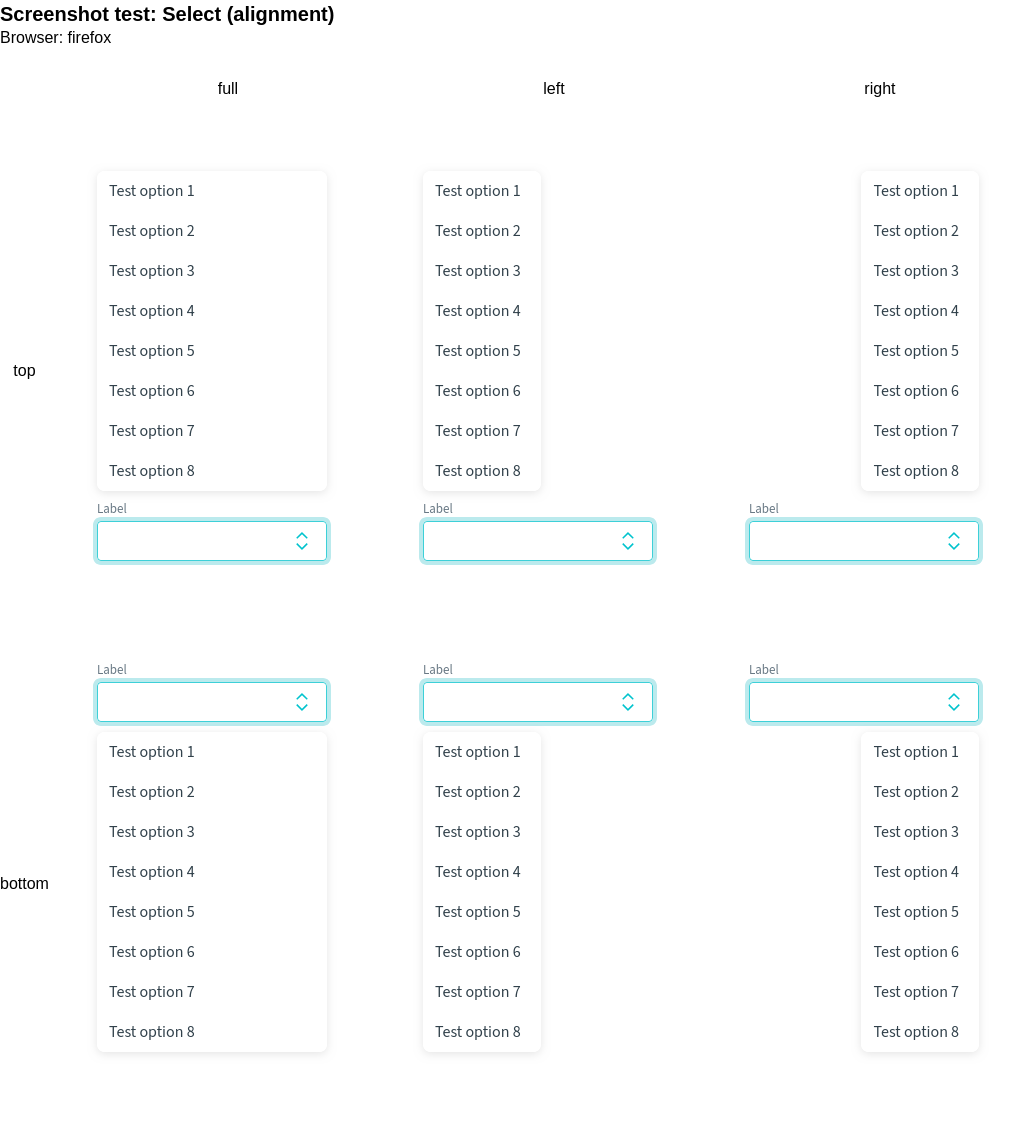 Screenshot test: Select (alignment)
Browser: firefox
full left right
Test option 1 Test option 1 Test option 1
Test option 2 Test option 2 Test option 2
Test option 3 Test option 3 Test option 3
Test option 4 Test option 4 Test option 4
Test option 5 Test option 5 Test option 5
top
Test option 6 Test option 6 Test option 6
Test option 7 Test option 7 Test option 7
Test option 8 Test option 8 Test option 8
Label Label Label
Label Label Label
Test option 1 Test option 1 Test option 1
Test option 2 Test option 2 Test option 2
Test option 3 Test option 3 Test option 3
Test option 4 Test option 4 Test option 4
bottom
Test option 5 Test option 5 Test option 5
Test option 6 Test option 6 Test option 6
Test option 7 Test option 7 Test option 7
Test option 8 Test option 8 Test option 8